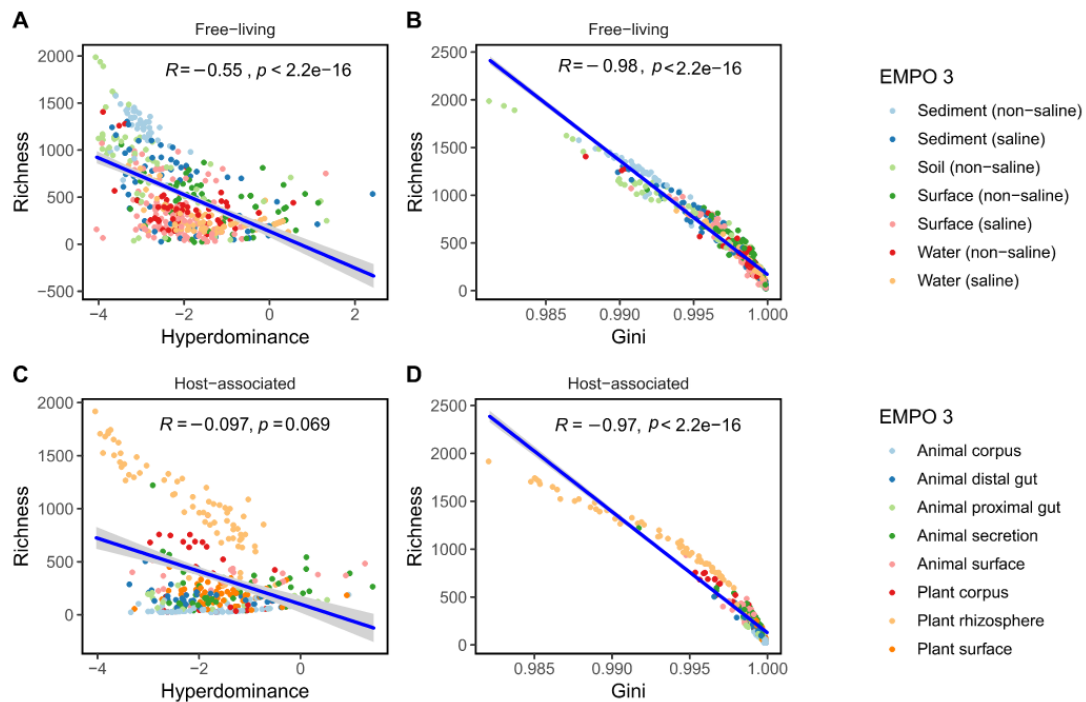 A
Free−living
R=−0.55 , p < 2.2e−16
Richness
2000
1500
1000
500
0
−500
−4
−2
0
2
Hyperdominance
B
Free−living
R=− 0.98, p<2.2e−16
Richness
2500
2000
1500
1000
500
0
0.985
0.990
0.995
1.000
Gini
EMPO 3
Sediment (non−saline)
Sediment (saline)
Soil (non−saline)
Surface (non−saline)
Surface (saline)
Water (non−saline)
Water (saline)
C
Host−associated
R=−0.097, p=0.069
Richness
2000
1500
1000
500
0
−4
−2
0
Hyperdominance
D
Host−associated
R=−0.97, p< 2.2e−16
Richness
2500
2000
1500
1000
500
0
0.985
0.990
0.995
1.000
Gini
EMPO 3
Animal corpus
Animal distal gut
Animal proximal gut
Animal secretion
Animal surface
Plant corpus
Plant rhizosphere
Plant surface